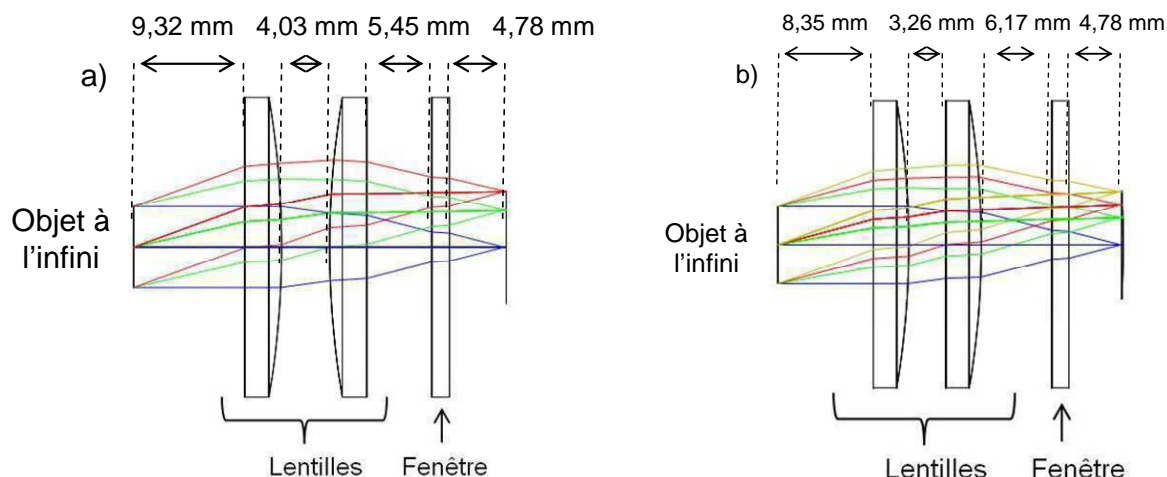 9,32 mm 4,03 mm 5,45 mm 4,78 mm
a)
Objet à
l'infini
Lentilles Fenêtre
8,35 mm 3,26 mm 6,17 mm 4,78 mm
b)
Objet à
l'infini
Lentilles Fenêtre